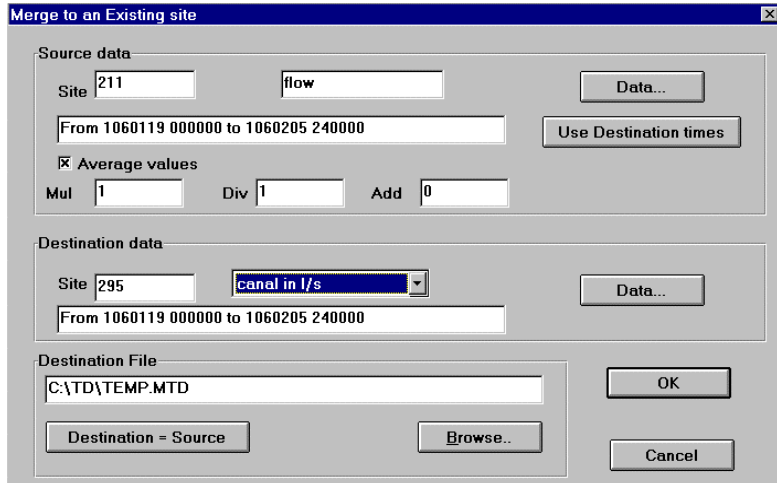 Merge to an Existing site
Source data
Site 211 flow Data...
From 1060119 000000 to 1060205 240000 Use Destination times
Average values
Mul 1 Div 1 Add 0
Destination data
Site 295 canal in l/s Data...
From 1060119 000000 to 1060205 240000
Destination File
C:\TD\TEMP.MTD OK
Destination = Source Browse.. Cancel